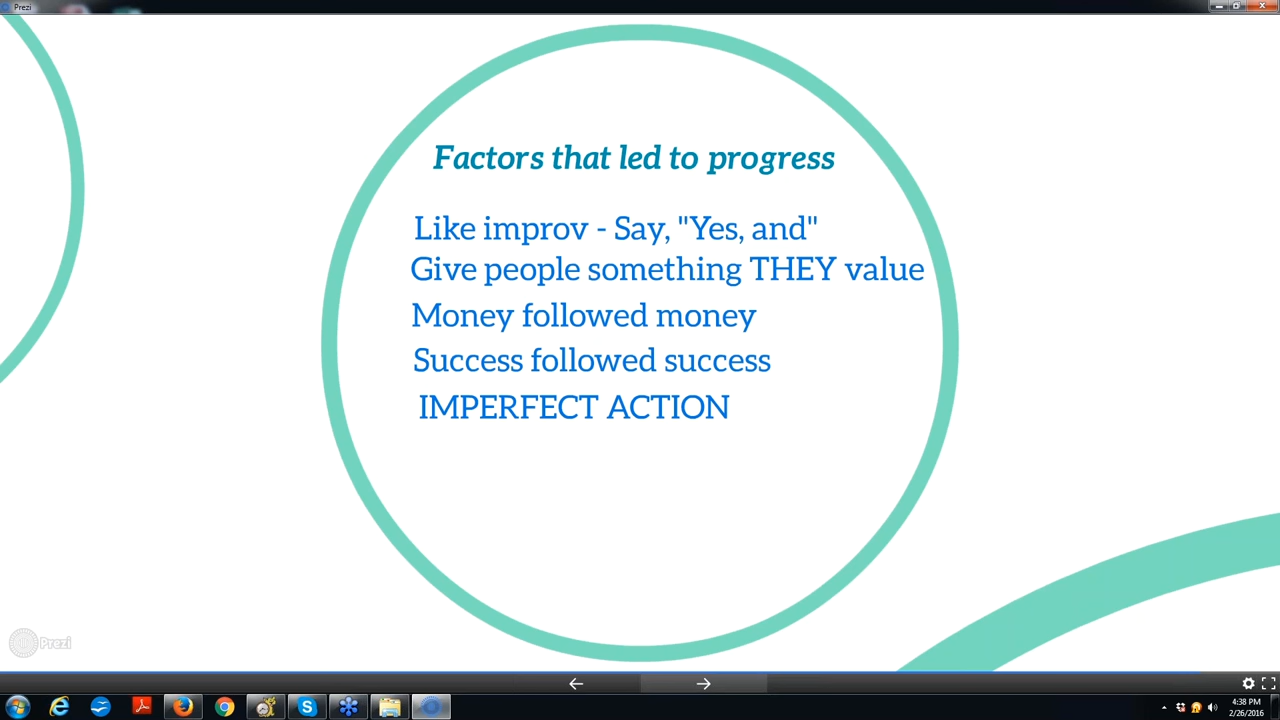 Prezi
Factors that led to progress
Like improv - Say, "Yes, and"
Give people something THEY value
Money followed money
Success followed success
IMPERFECT ACTION
Prezi
4:38 PM
2/26/2016